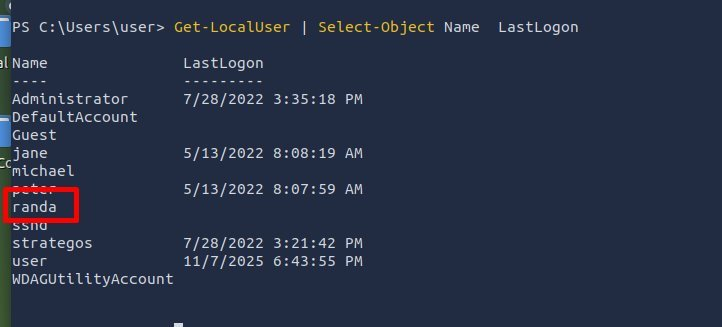 PS C:\Users\user> Get-LocalUser | Select-Object Name  LastLogon
Name                LastLogon
----                ---------
Administrator       7/28/2022 3:35:18 PM
DefaultAccount
Guest
jane                5/13/2022 8:08:19 AM
michael
peter               5/13/2022 8:07:59 AM
randa
sshd
strategos           7/28/2022 3:21:42 PM
user                11/7/2025 6:43:55 PM
WDAGUtilityAccount